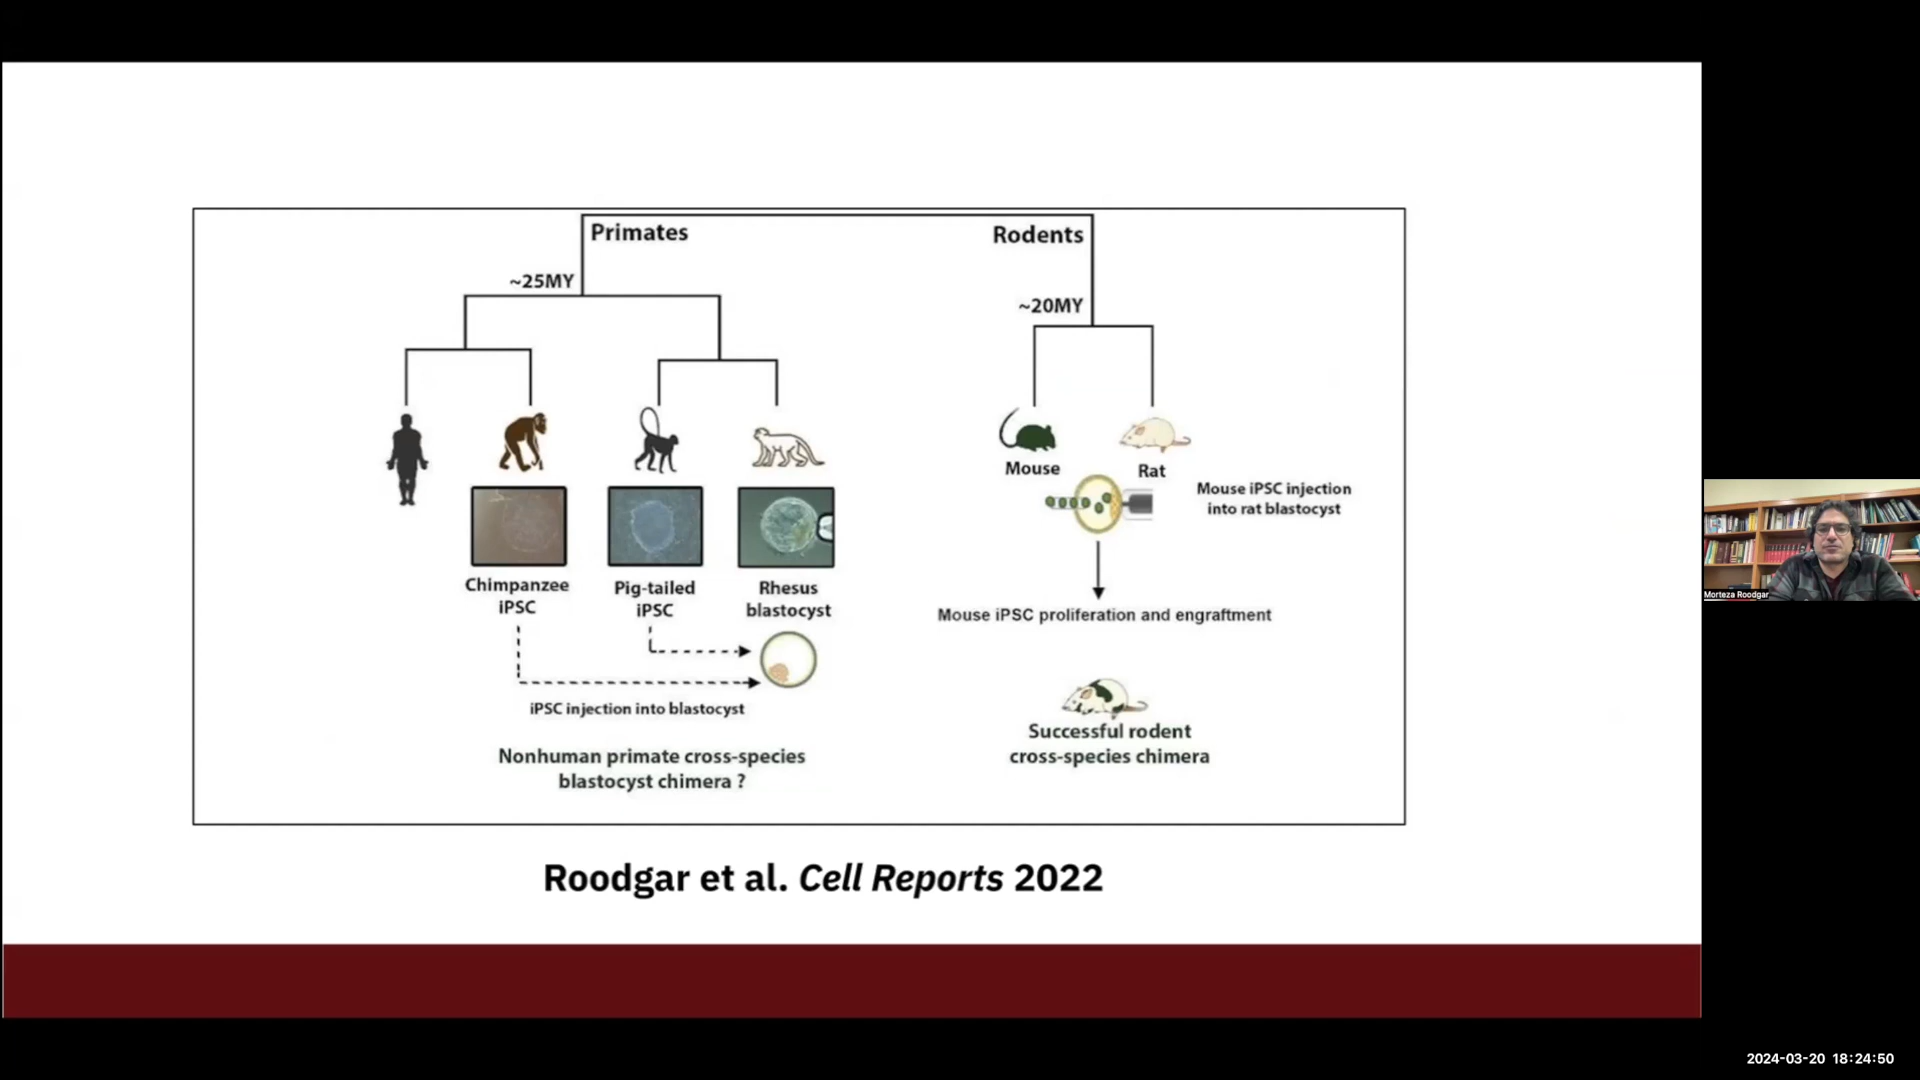 Primates
Rodents
~25MY
~20MY
Mouse
Rat
Mouse iPSC injection
into rat blastocyst
Chimpanzee
iPSC
Pig-tailed
iPSC
Rhesus
blastocyst
Mouse iPSC proliferation and engraftment
iPSC injection into blastocyst
Successful rodent
cross-species chimera
Nonhuman primate cross-species
blastocyst chimera ?
Roodgar et al. Cell Reports 2022
Morteza Roodgar
2024-03-20 18:24:50